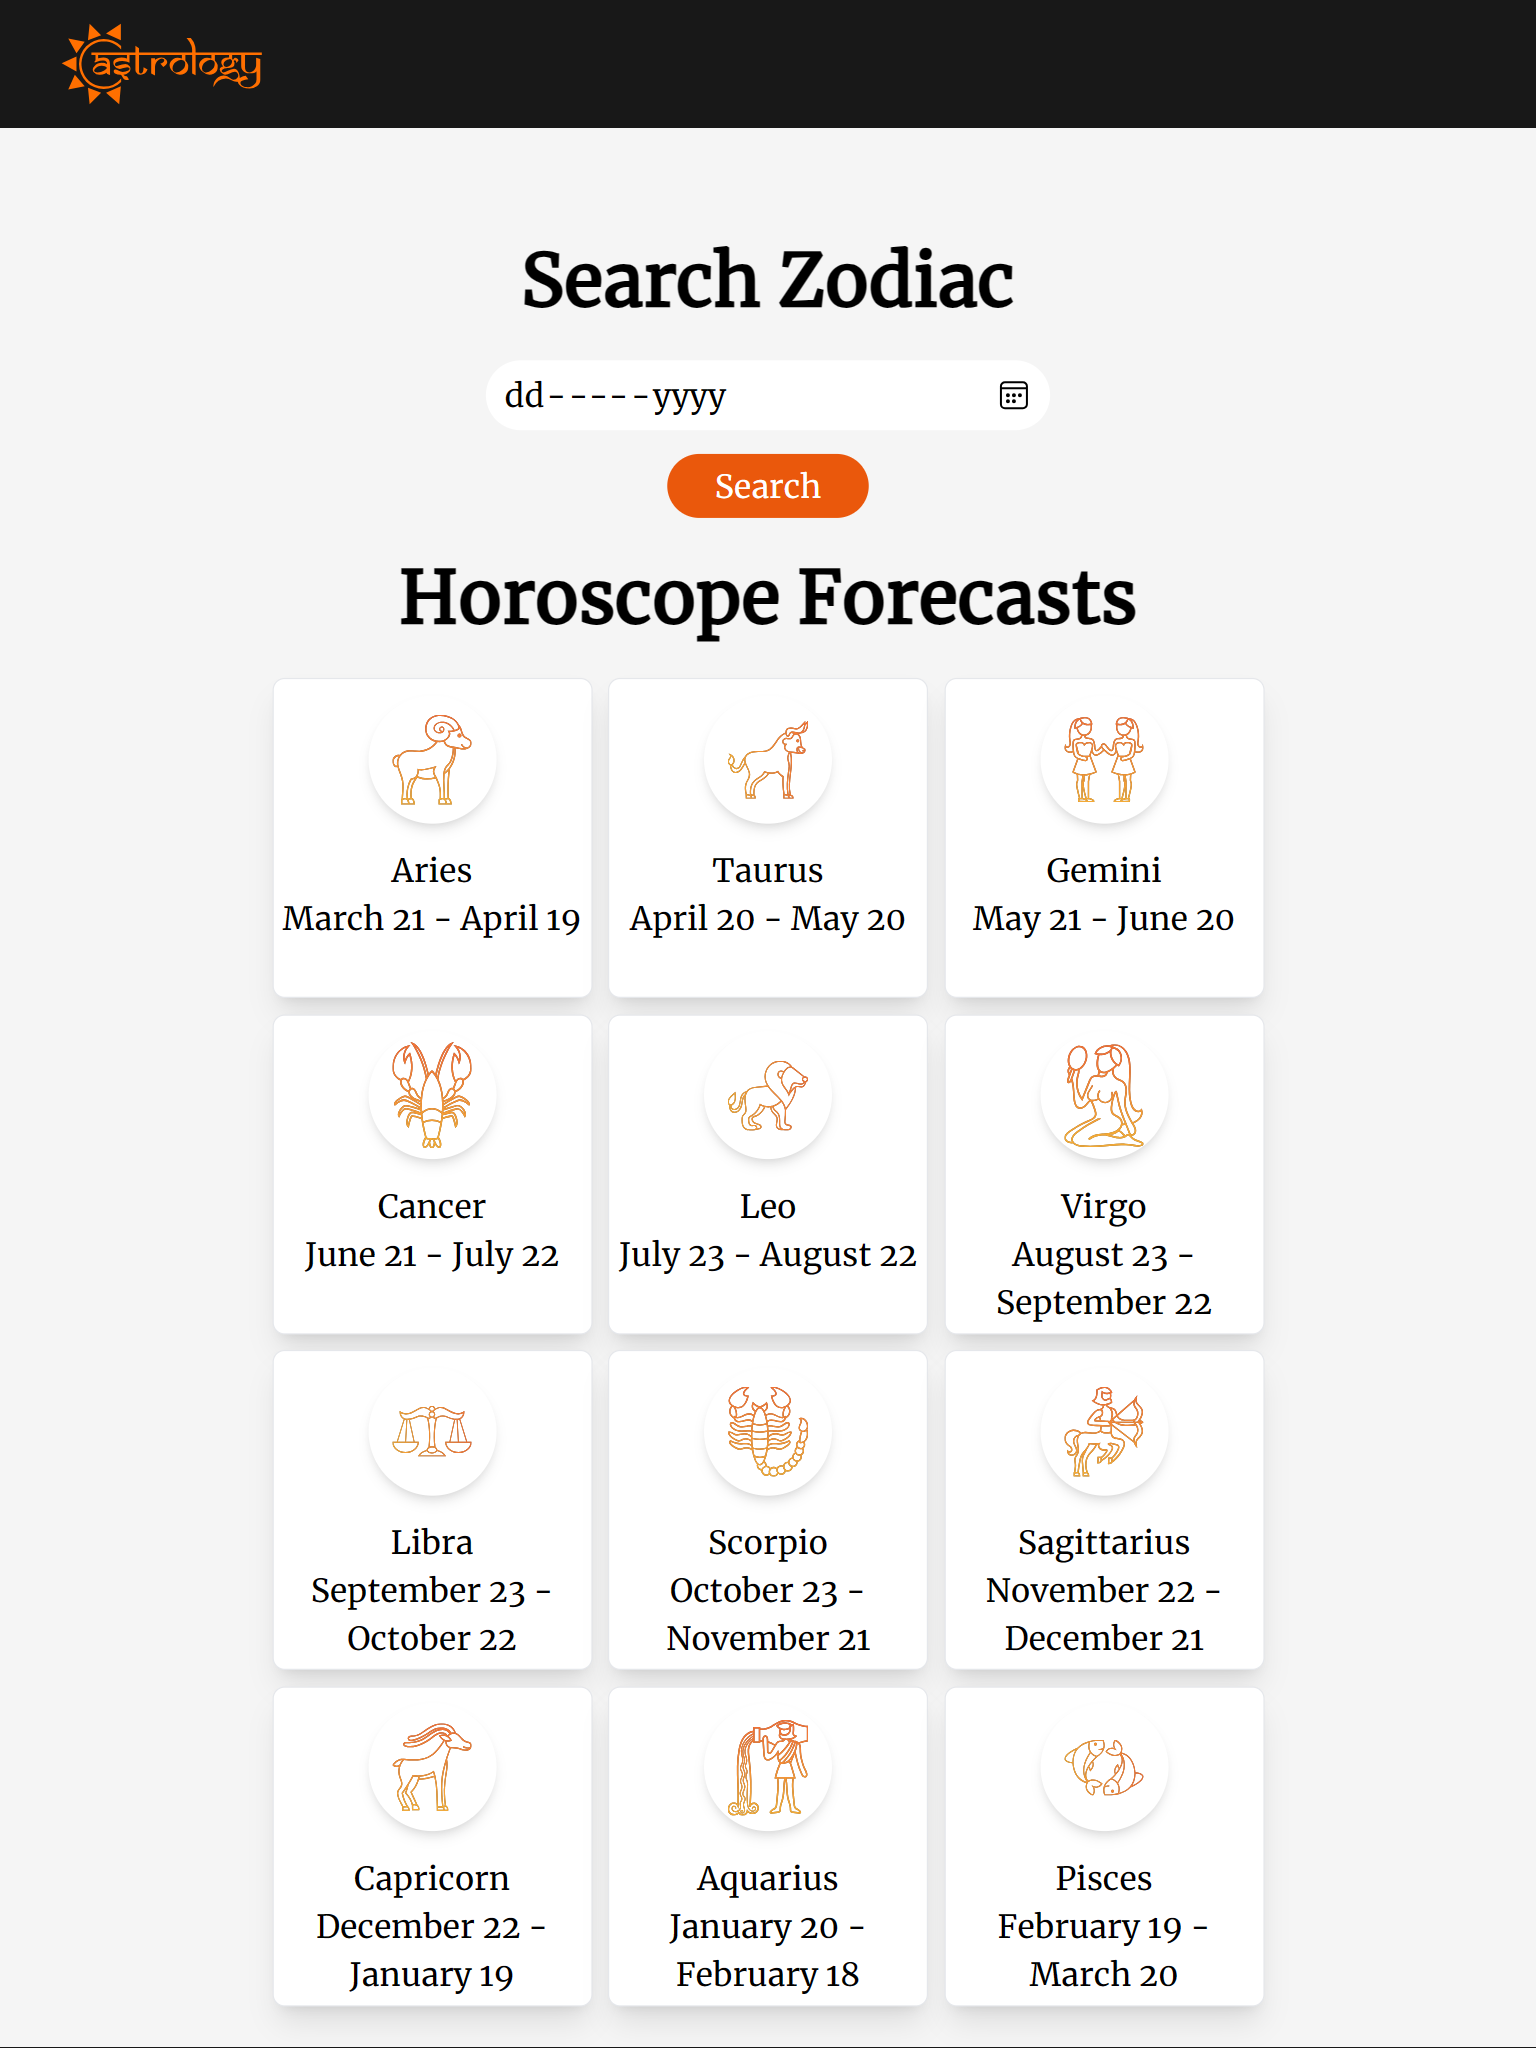 astrology
Search Zodiac
dd-----yyyy
Search
Horoscope Forecasts
Aries
March 21 - April 19
Taurus
April 20 - May 20
Gemini
May 21 - June 20
Cancer
June 21 - July 22
Leo
July 23 - August 22
Virgo
August 23 -
September 22
Libra
September 23 -
October 22
Scorpio
October 23 -
November 21
Sagittarius
November 22 -
December 21
Capricorn
December 22 -
January 19
Aquarius
January 20 -
February 18
Pisces
February 19 -
March 20